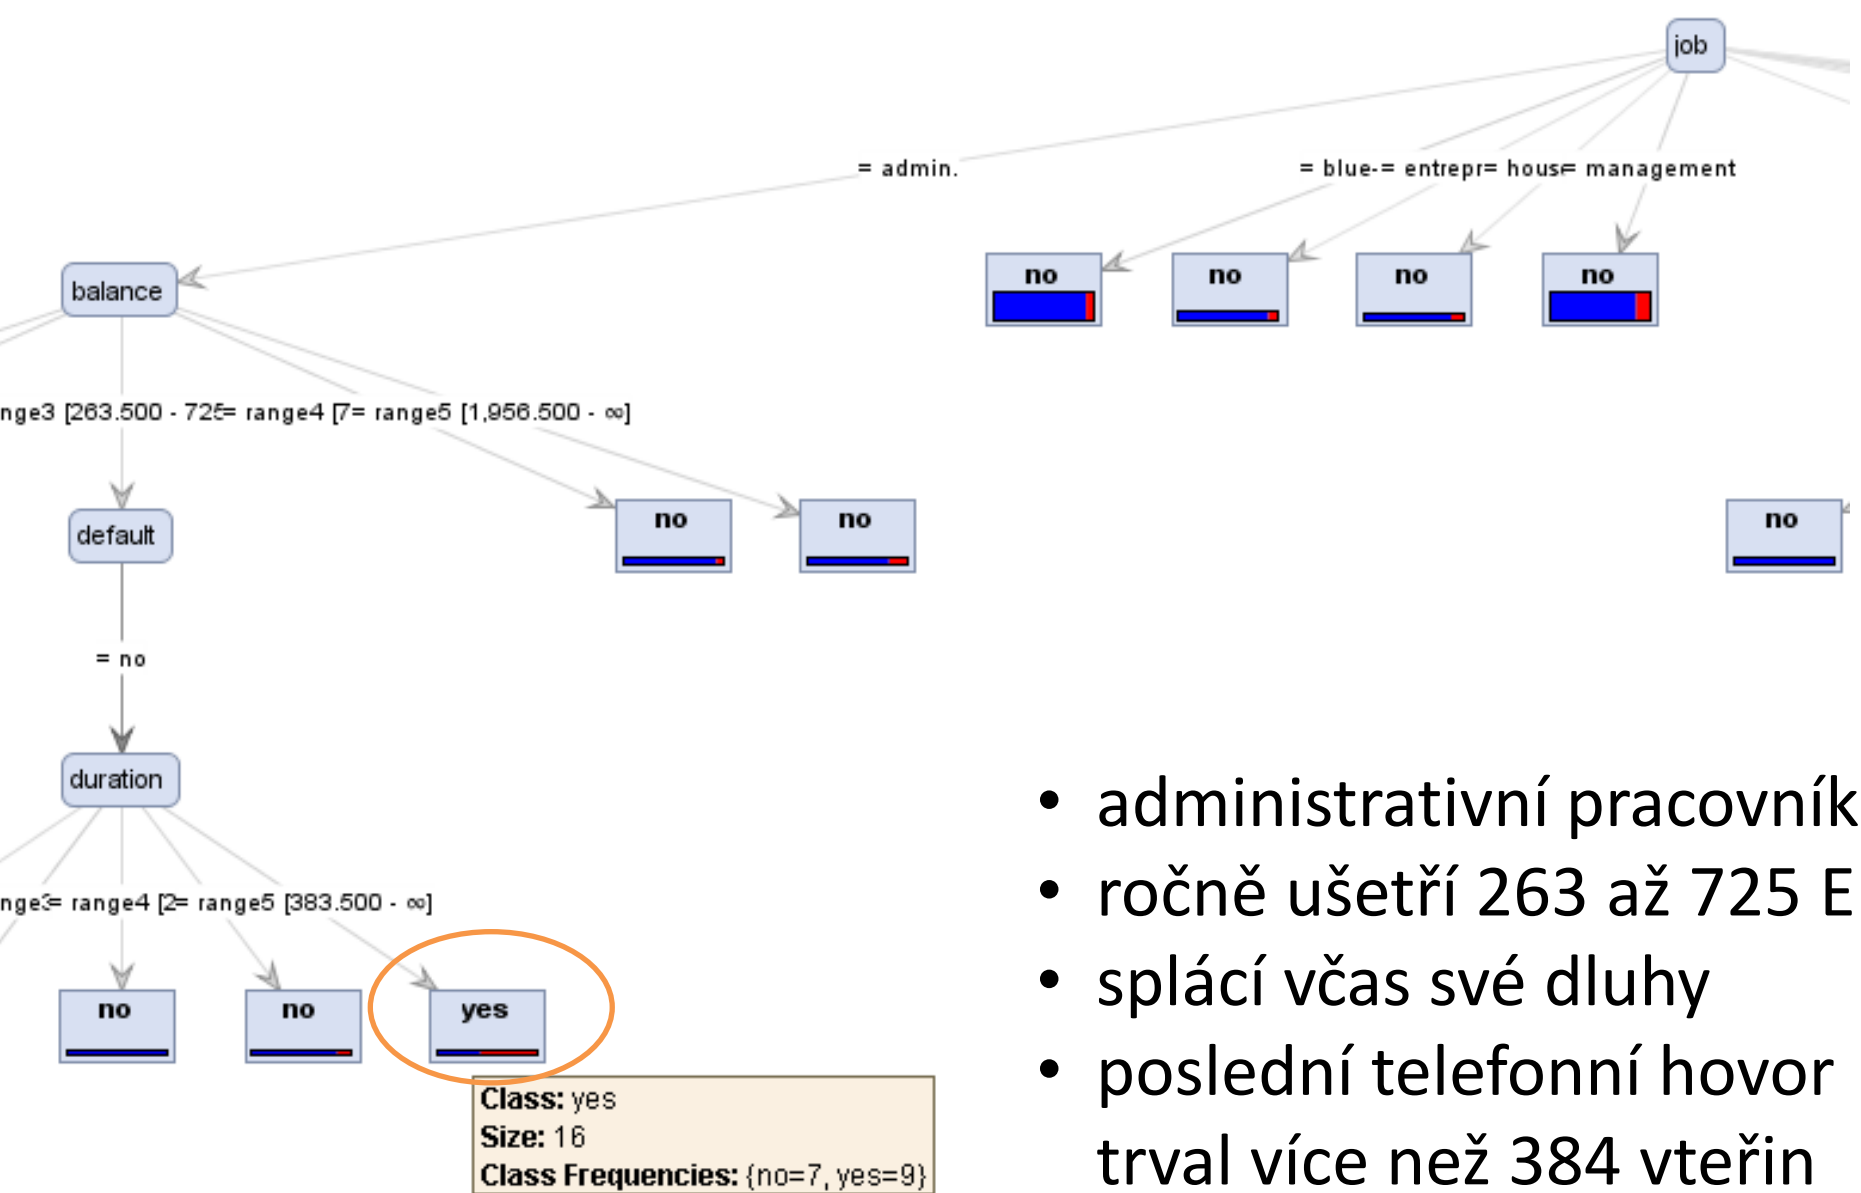 job
= admin.
= blue-= entrepr= hous= management
balance
no
no
no
no
nge3 [263.500 - 725= range4 [7= range5 [1,956.500 - ∞]
default
no
no
no
= no
duration
nge3= range4 [2= range5 [383.500 - ∞]
no
no
yes
Class: yes
Size: 16
Class Frequencies: {no=7, yes=9}
• administrativní pracovník
• ročně ušetří 263 až 725 E
• splácí včas své dluhy
• poslední telefonní hovor
trval více než 384 vteřin